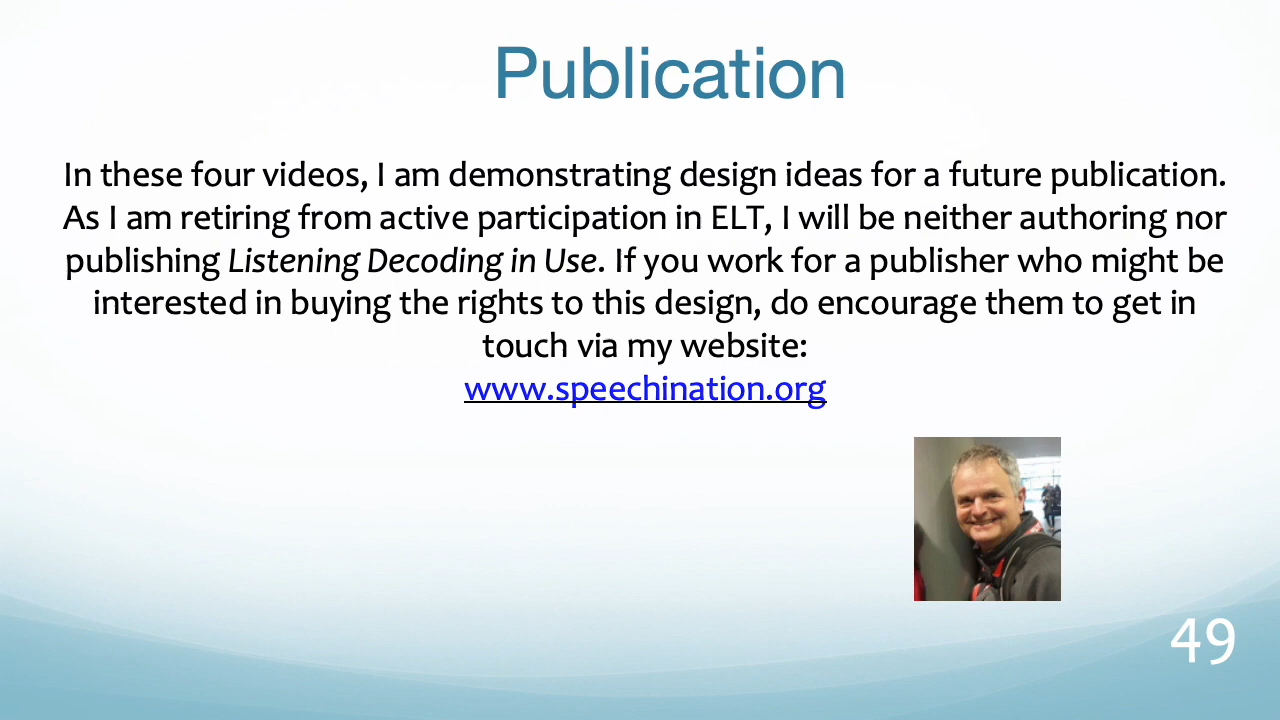 Publication
In these four videos, I am demonstrating design ideas for a future publication.
As I am retiring from active participation in ELT, I will be neither authoring nor
publishing Listening Decoding in Use. If you work for a publisher who might be
interested in buying the rights to this design, do encourage them to get in
touch via my website:
www.speechination.org
49